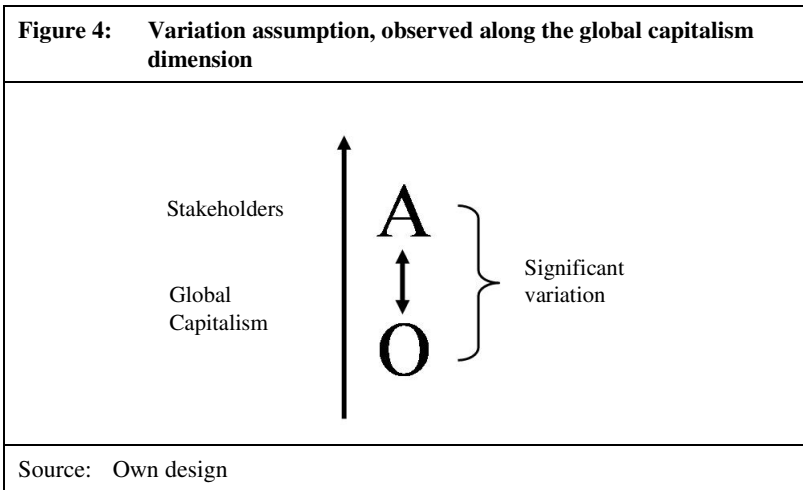 Figure 4: Variation assumption, observed along the global capitalism
dimension
Stakeholders
A
Global
Capitalism
O
Significant
variation
Source: Own design